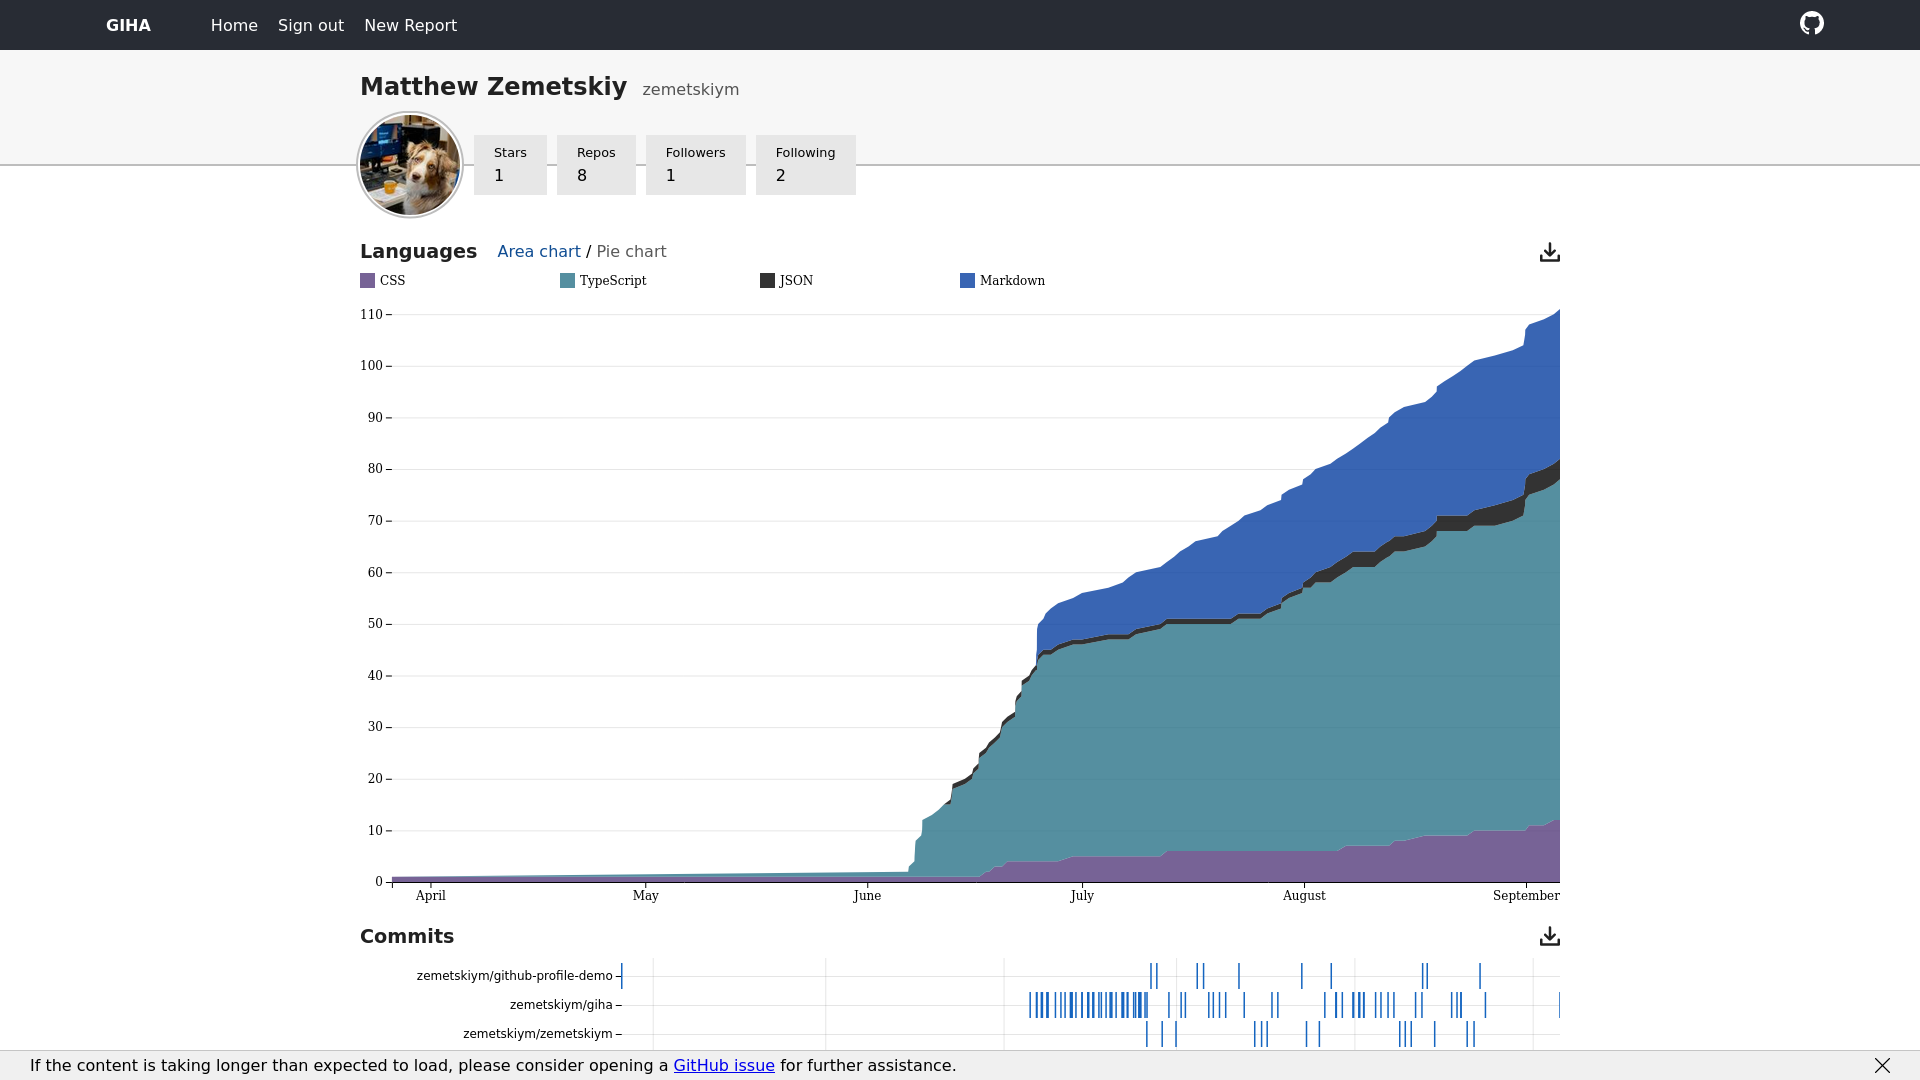 GIHA Home Sign out New Report
Matthew Zemetskiy zemetskiym
Stars Repos Followers Following
1 8 1 2
Languages Area chart / Pie chart
CSS TypeScript JSON Markdown
110
100
90
80
70
60
50
40
30
20
10
0
April May June July August September
Commits
zemetskiym/github-profile-demo
zemetskiym/giha
zemetskiym/zemetskiym
If the content is taking longer than expected to load, please consider opening a GitHub issue for further assistance.